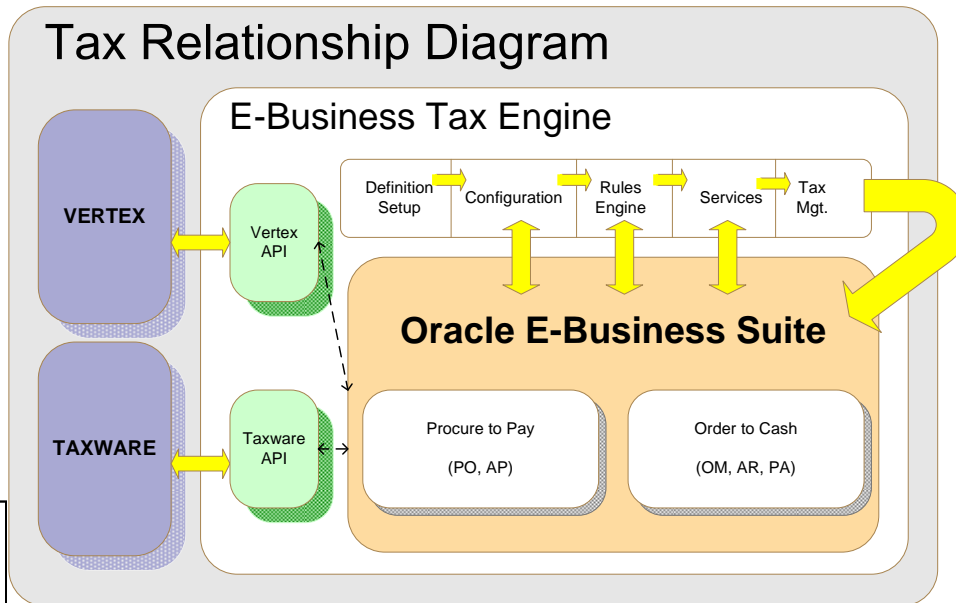 Tax Relationship Diagram
E-Business Tax Engine
VERTEX
Vertex
API
Definition
Setup
Configuration
Rules
Engine
Services
Tax
Mgt.
Oracle E-Business Suite
TAXWARE
Taxware
API
Procure to Pay
(PO, AP)
Order to Cash
(OM, AR, PA)